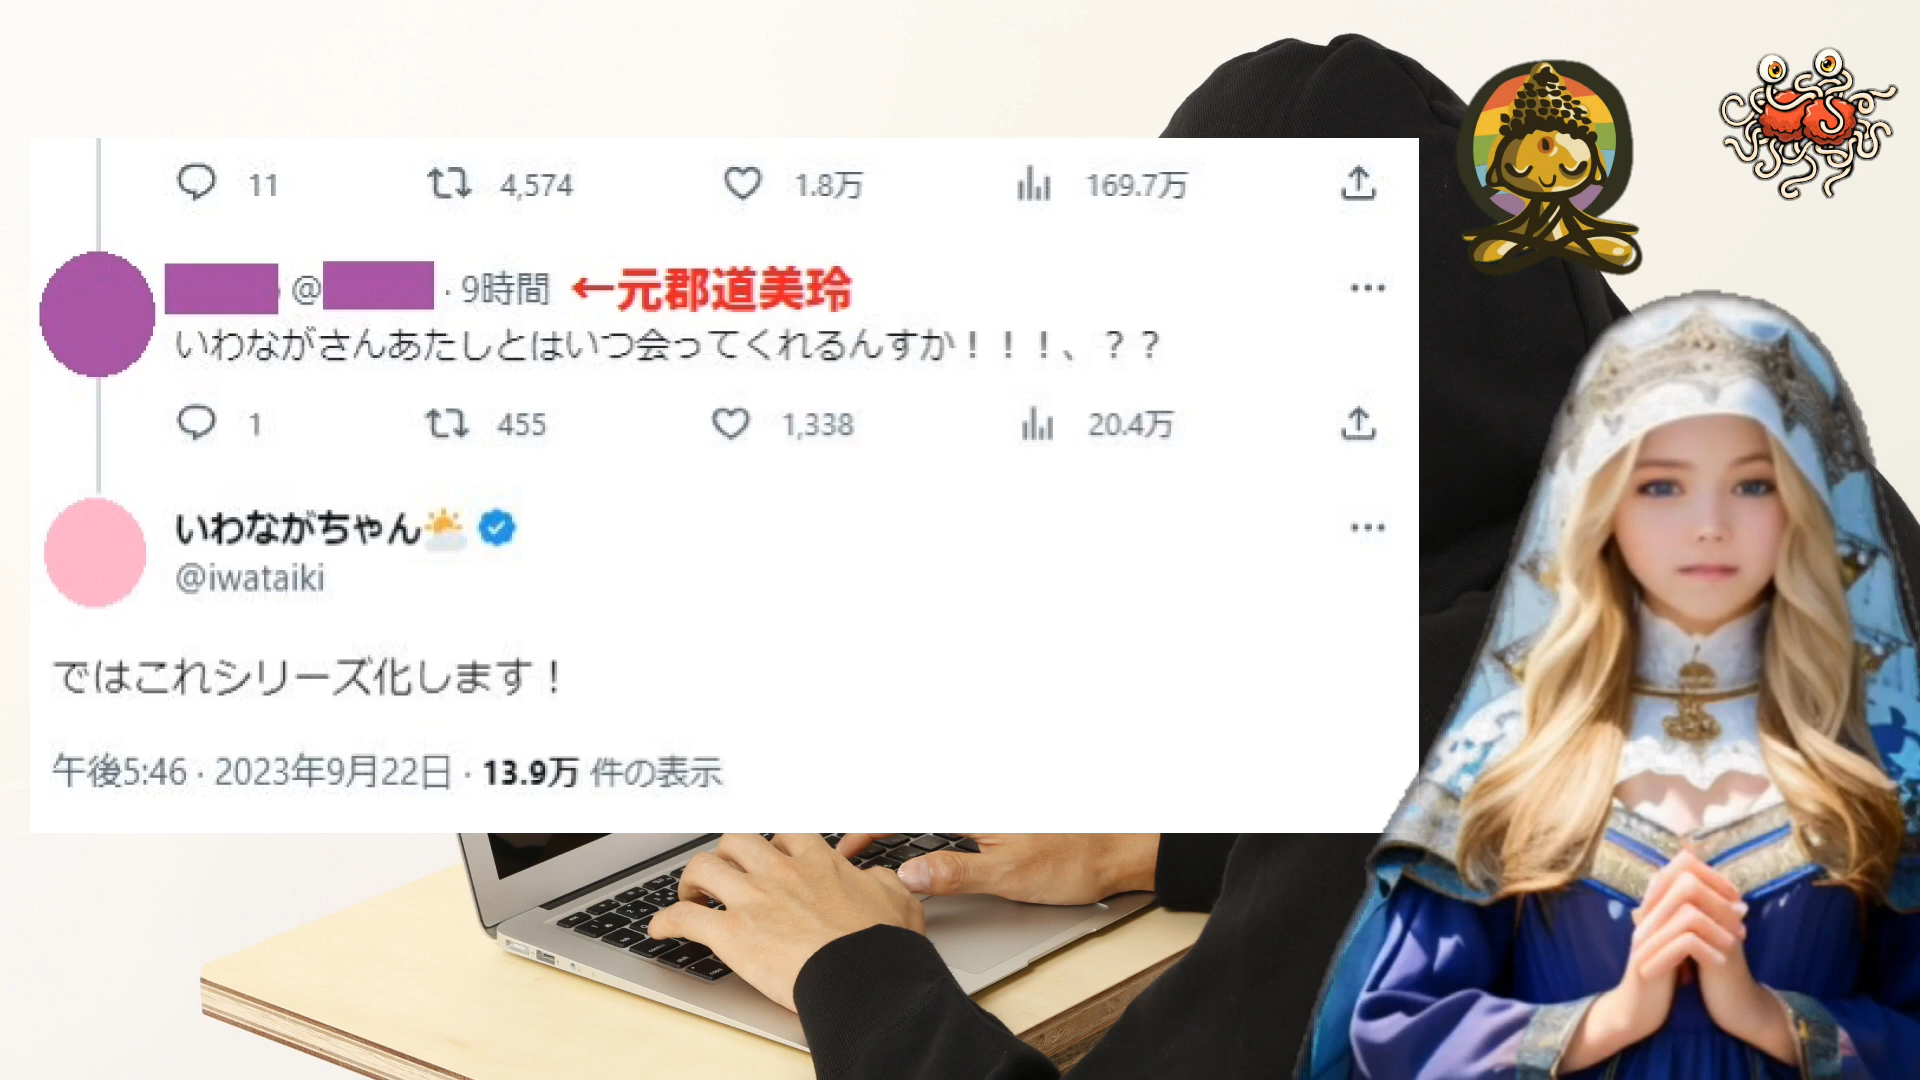 11 4,574 1.8万 169.7万
@ · 9時間 ←元郡道美玲
いわながさんあたしとはいつ会ってくれるんすか！！！、？？
1 455 1,338 20.4万
いわながちゃん
@iwataiki
ではこれシリーズ化します！
午後5:46 · 2023年9月22日 · 13.9万 件の表示